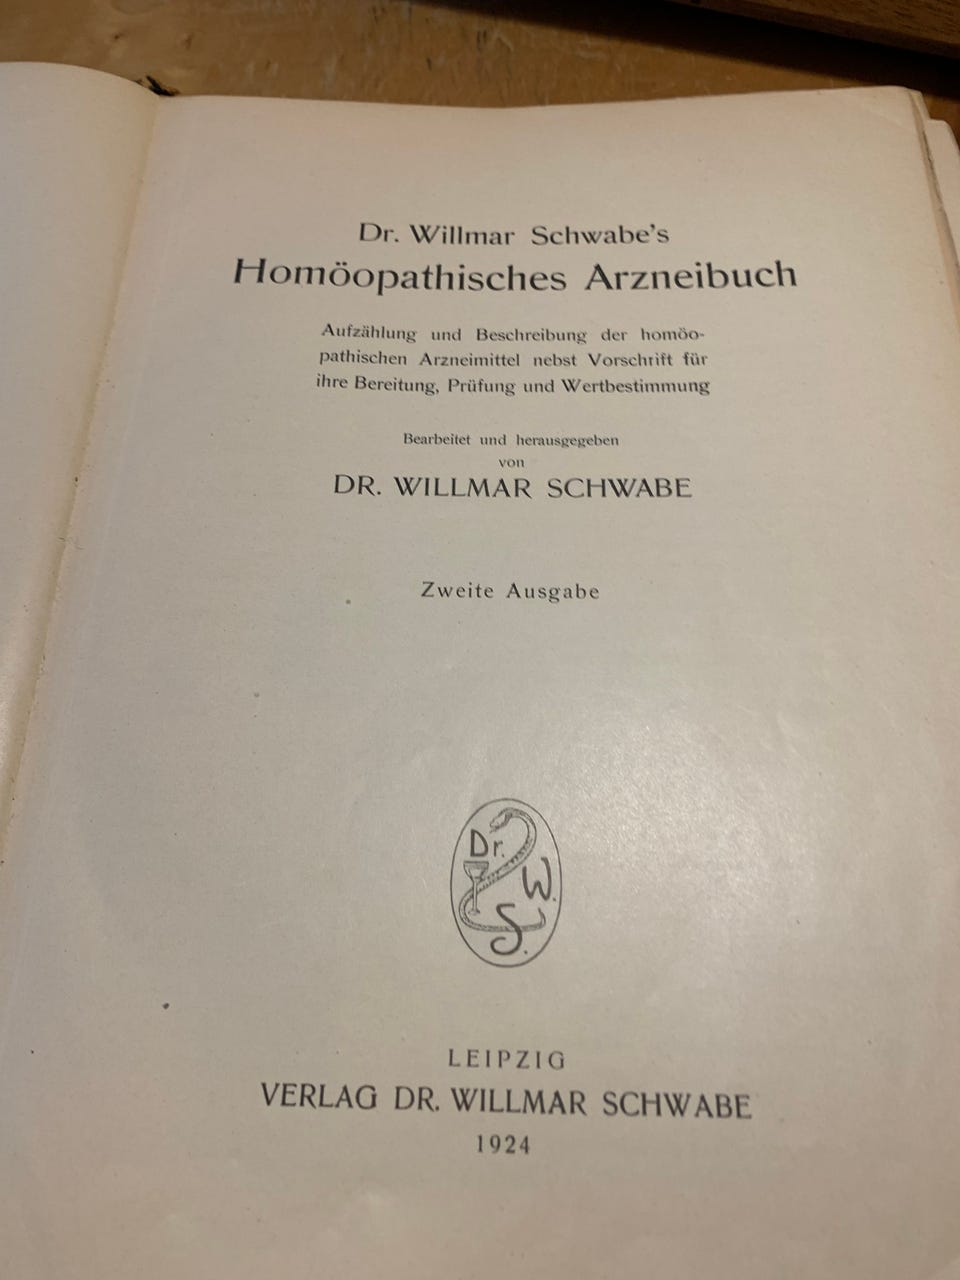 Dr. Willmar Schwabe's
Homöopathisches Arzneibuch
Aufzählung und Beschreibung der homöo-
pathischen Arzneimittel nebst Vorschrift für
ihre Bereitung, Prüfung und Wertbestimmung
Bearbeitet und herausgegeben
von
DR. WILLMAR SCHWABE
Zweite Ausgabe
Dr.
W.
S.
LEIPZIG
VERLAG DR. WILLMAR SCHWABE
1924